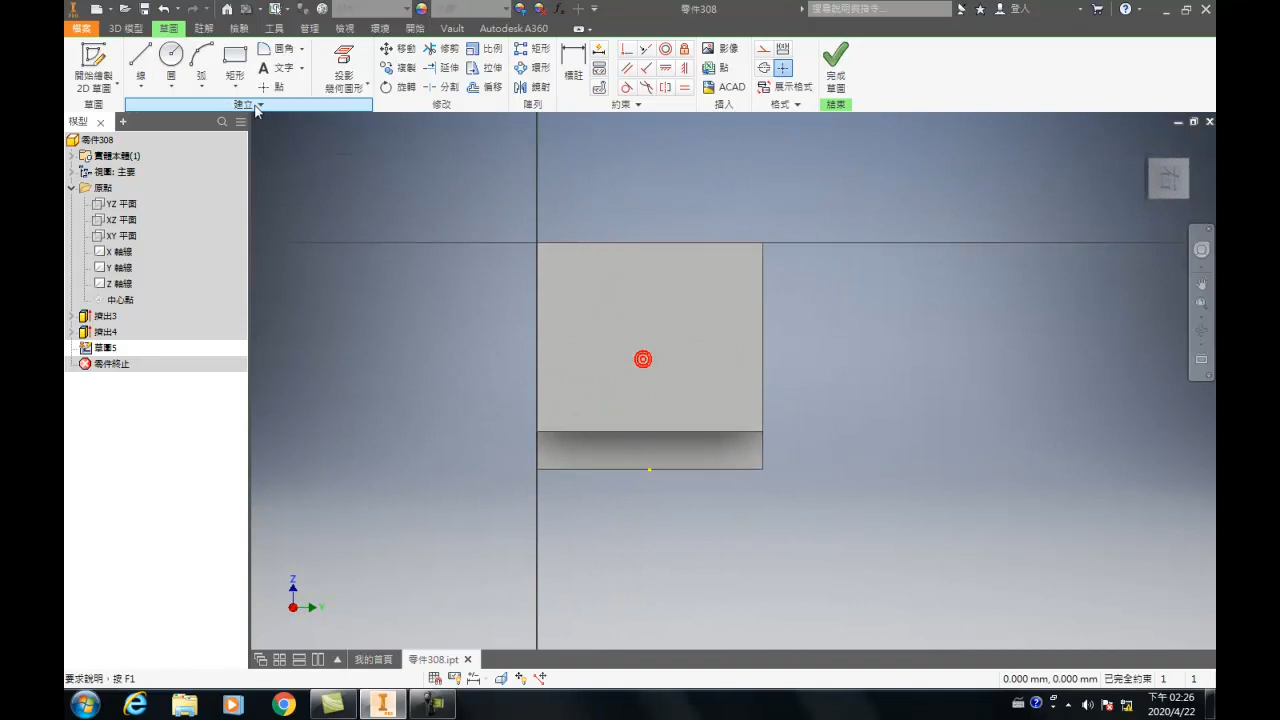 零件308
搜尋說明與指令...
登入
檔案 3D 模型 草圖 註解 檢驗 工具 管理 檢視 環境 開始 Vault Autodesk A360
開始繪製 2D 草圖
線 圓 弧 矩形
圓角
文字
點
投影 幾何圖形
移動 修剪 比例
複製 延伸 拉伸
旋轉 分割 偏移
矩形
環形
鏡射
標註
影像
點
ACAD
展示格式
完成 草圖
草圖 建立 修改 陣列 約束 插入 格式 結束
模型
零件308
實體本體(1)
視圖: 主要
原點
YZ 平面
XZ 平面
XY 平面
X 軸線
Y 軸線
Z 軸線
中心點
擠出3
擠出4
草圖5
零件終止
Z
Y
我的首頁 零件308.ipt
要求說明,按 F1
0.000 mm, 0.000 mm 已完全約束 1 1
下午 02:26
2020/4/22